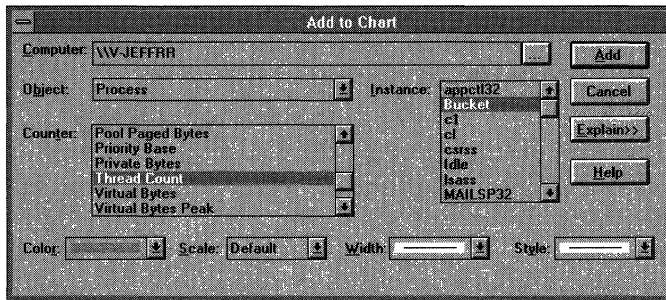 Add to Chart
Computer: \\V-JEFFRR ... Add
Object: Process Instance: appctl32 Cancel
Bucket
c1
cl
csrss
Idle
lsass
MAILSP32
Explain>>
Help
Counter: Pool Paged Bytes
Priority Base
Private Bytes
Thread Count
Virtual Bytes
Virtual Bytes Peak
Color: Scale: Default Width: Style: